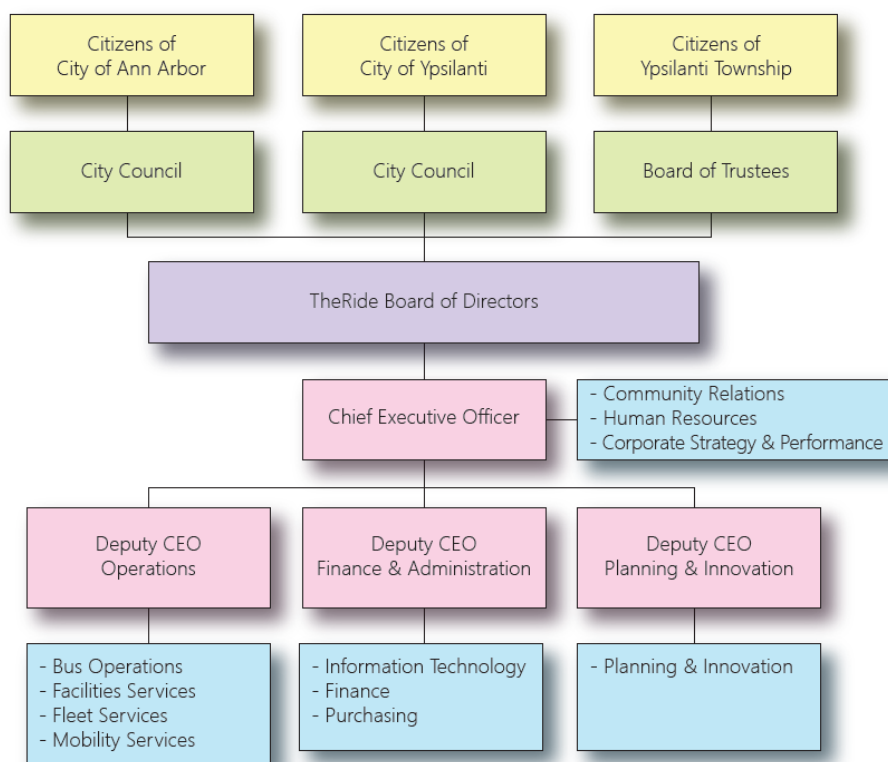 Citizens of
City of Ann Arbor
Citizens of
City of Ypsilanti
Citizens of
Ypsilanti Township
City Council
City Council
Board of Trustees
TheRide Board of Directors
Chief Executive Officer
- Community Relations
- Human Resources
- Corporate Strategy & Performance
Deputy CEO
Operations
Deputy CEO
Finance & Administration
Deputy CEO
Planning & Innovation
- Bus Operations
- Facilities Services
- Fleet Services
- Mobility Services
- Information Technology
- Finance
- Purchasing
- Planning & Innovation